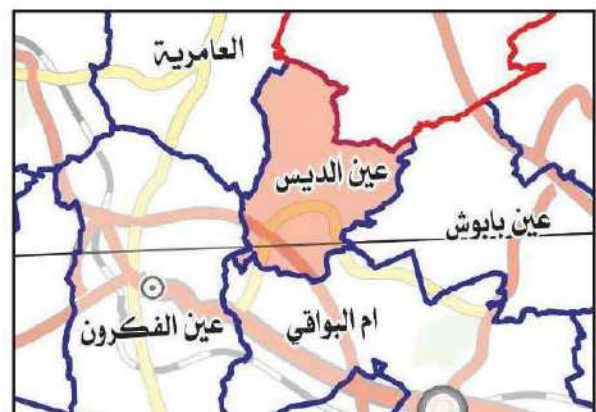 العامرية
عين الديس
عين بابوش
ام البواقي
عين الفكرون